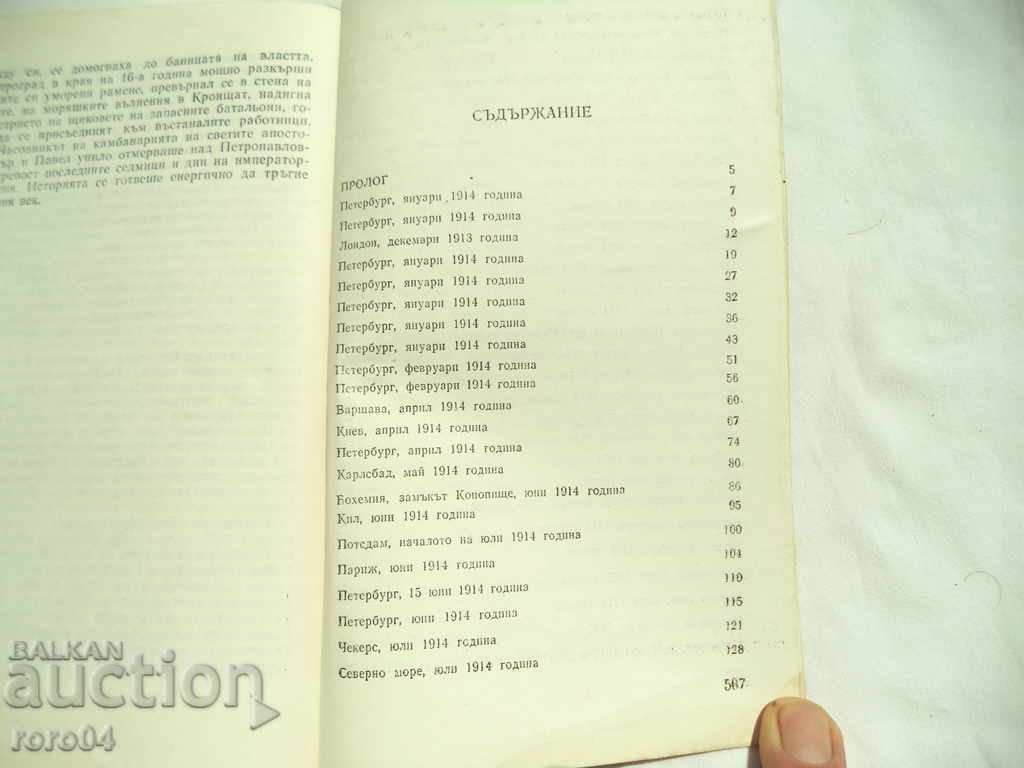 си, се домогваха до баницата на властта,
в края на 16-а година мощно разкърши
си уморени рамене, превърнал се в стена на
из моряшките вълнения в Кронщат, надигна
на щиковете на запасните батальони, го-
да се присъединят към въстаналите работници.
Часовникът на камбанарията на светите апосто-
и Павел унило отмерваше над Петропавлов-
последните седмици и дни на император-
Историята се готвеше енергично да тръгне
век.
СЪДЪРЖАНИЕ
ПРОЛОГ 5
Петербург, януари 1914 година 7
Петербург, януари 1914 година 9
Лондон, декември 1913 година 12
Петербург, януари 1914 година 19
Петербург, януари 1914 година 27
Петербург, януари 1914 година 32
Петербург, януари 1914 година 36
Петербург, януари 1914 година 43
Петербург, февруари 1914 година 51
Петербург, февруари 1914 година 56
Варшава, април 1914 година 60
Киев, април 1914 година 67
Петербург, април 1914 година 74
Карлсбад, май 1914 година 80
Бохемия, замъкът Конопище, юни 1914 година 86
Кил, юни 1914 година 95
Потсдам, началото на юли 1914 година 100
Париж, юни 1914 година 104
Петербург, 15 юни 1914 година 110
Петербург, юни 1914 година 115
Чекерс, юли 1914 година 121
Северно море, юли 1914 година 128
587
BALKAN
auction
roro04